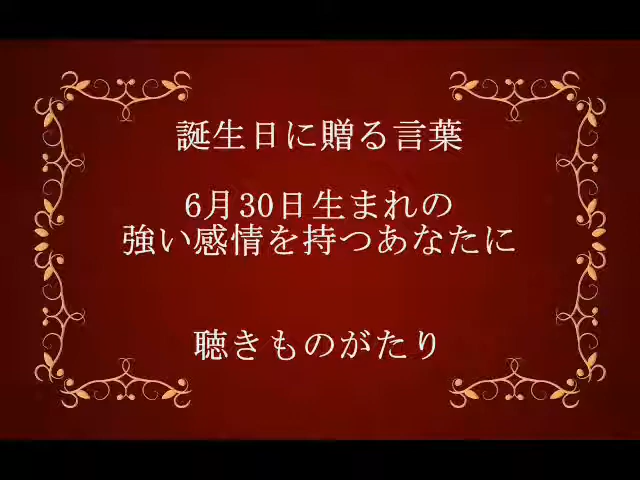 誕生日に贈る言葉
6月30日生まれの
強い感情を持つあなたに
聴きものがたり